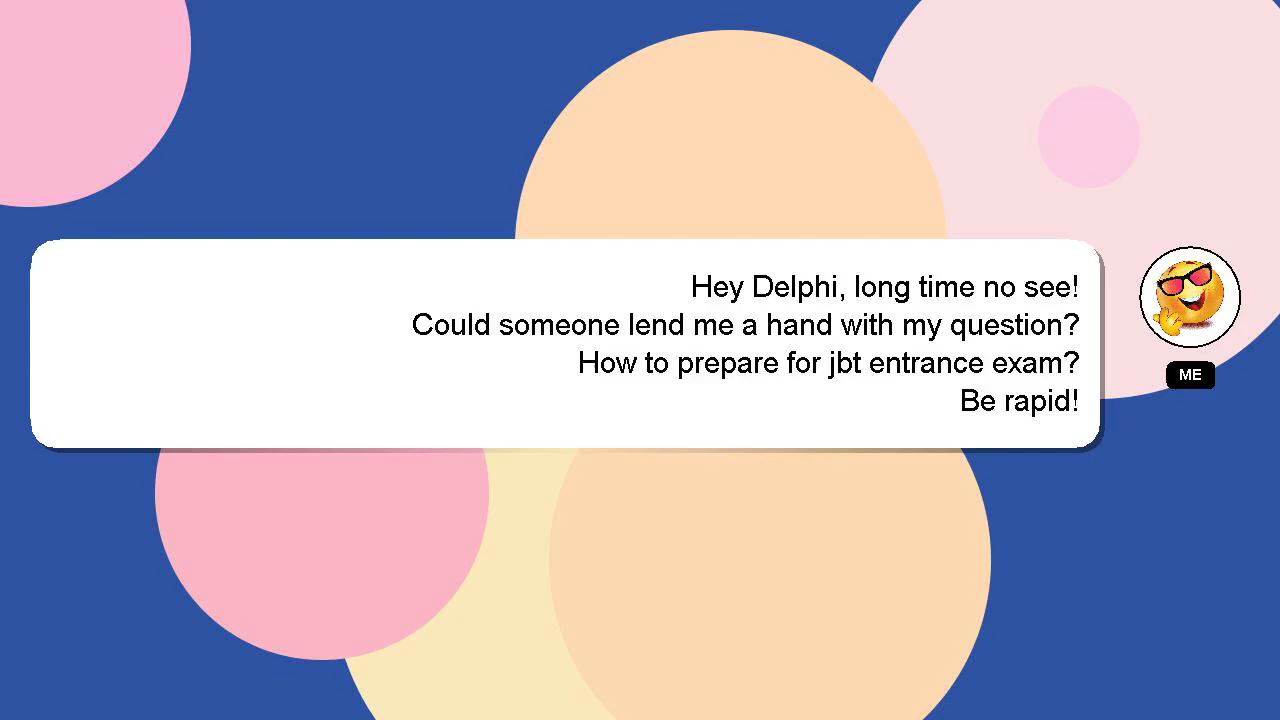 Hey Delphi, long time no see!
Could someone lend me a hand with my question?
How to prepare for jbt entrance exam?
Be rapid!
ME